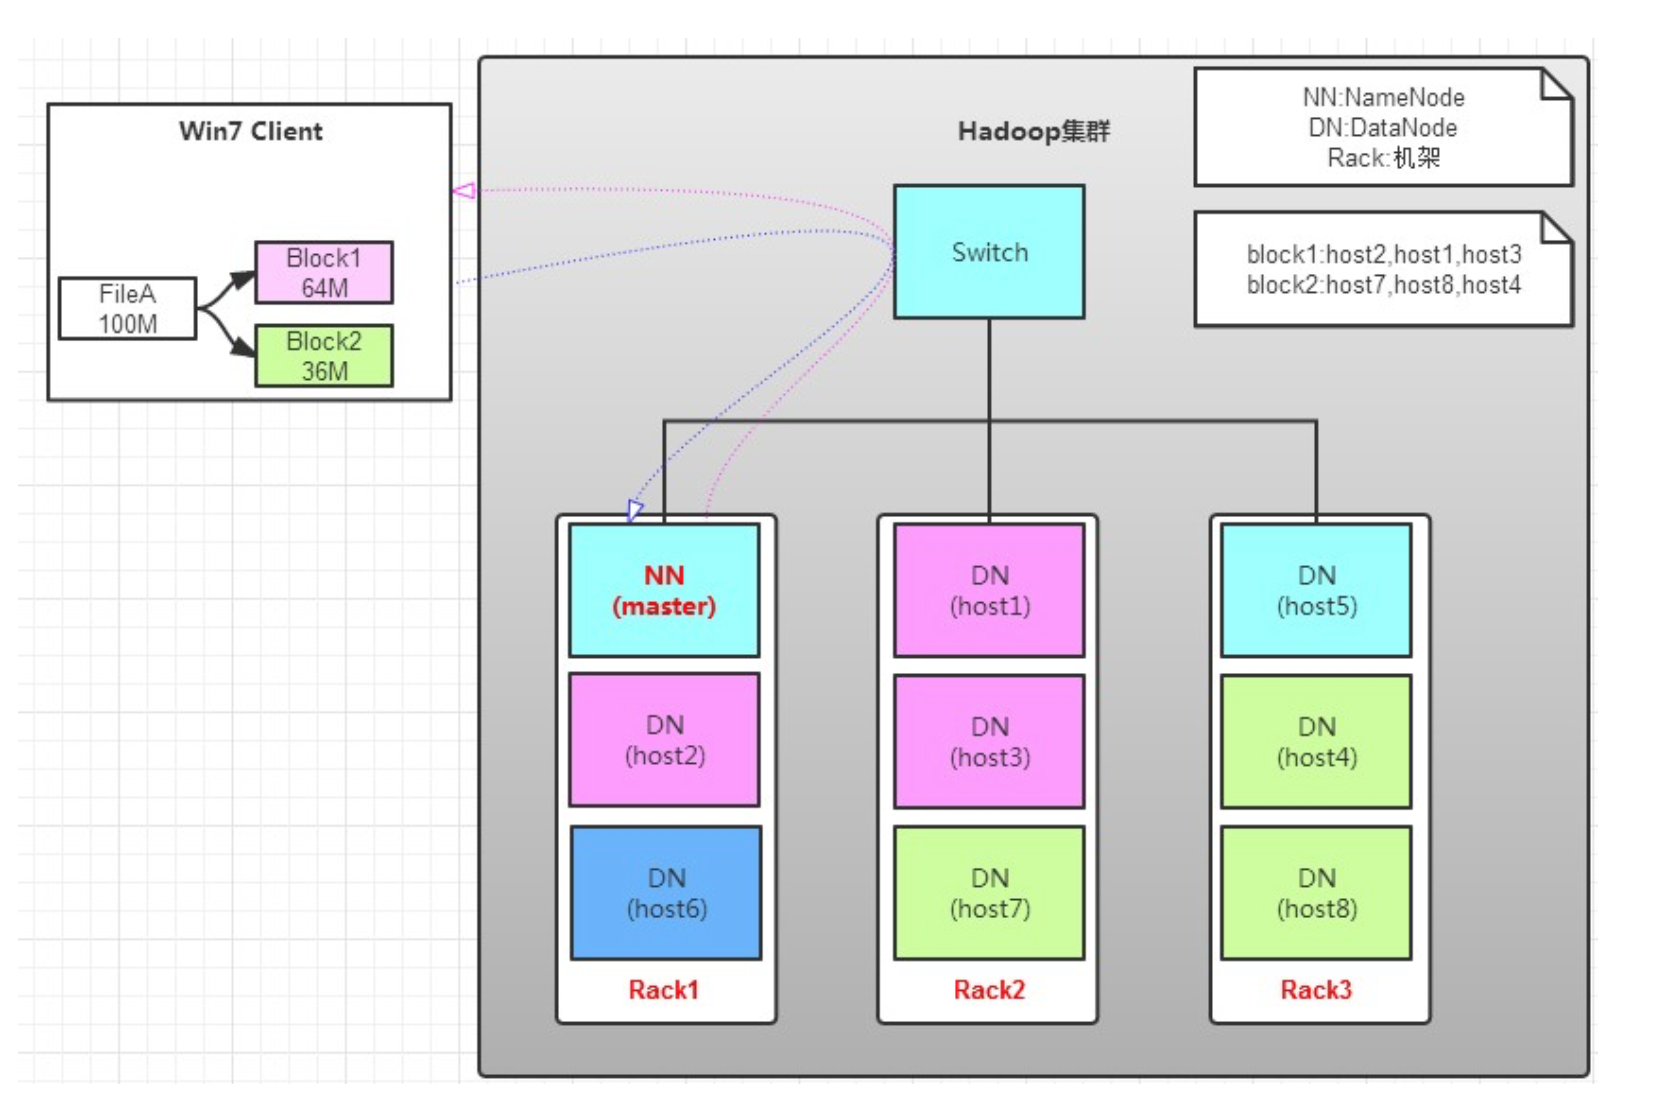 Win7 Client
FileA
100M
Block1
64M
Block2
36M
Hadoop集群
NN:NameNode
DN:DataNode
Rack:机架
block1:host2,host1,host3
block2:host7,host8,host4
Switch
NN
(master)
DN
(host2)
DN
(host6)
Rack1
DN
(host1)
DN
(host3)
DN
(host7)
Rack2
DN
(host5)
DN
(host4)
DN
(host8)
Rack3